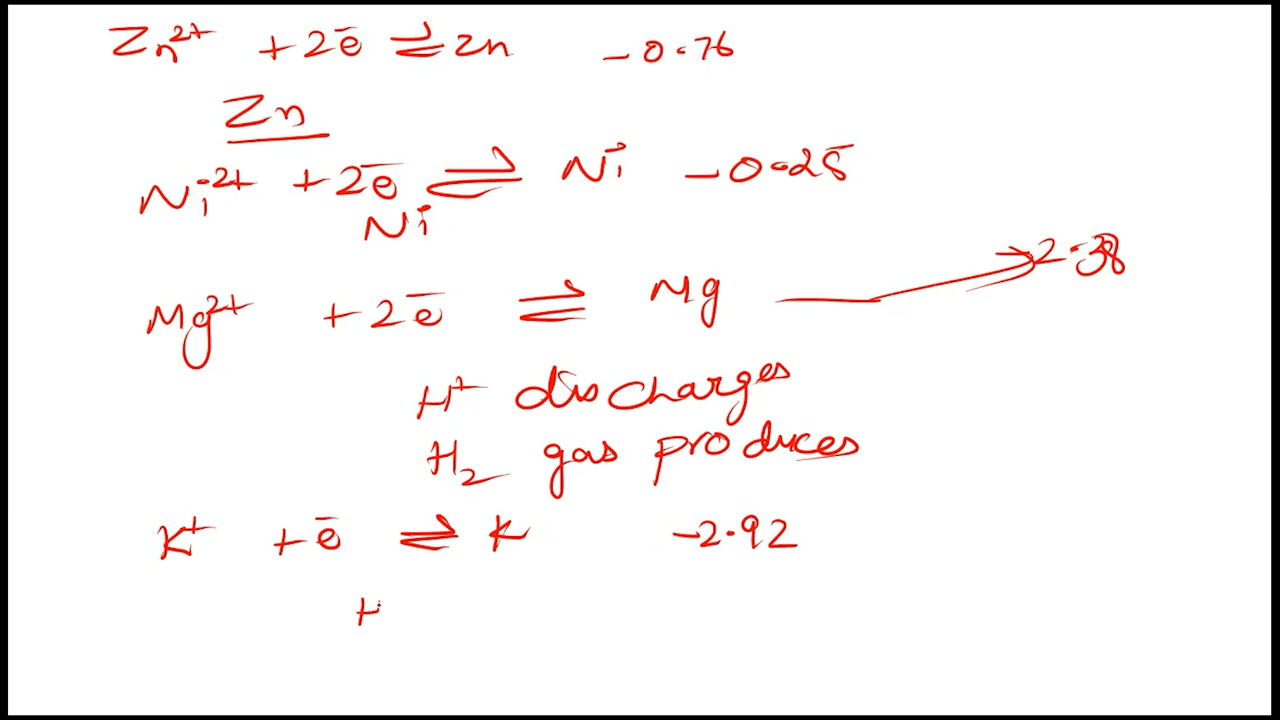 Zn²⁺ + 2e̅ ⇌ Zn -0.76
Zn
Ni²⁺ + 2e̅ ⇌ Ni -0.25
Ni
Mg²⁺ + 2e̅ ⇌ Mg → 2.38
H⁺ discharges
H₂ gas produces
K⁺ + e̅ ⇌ K -2.92
H